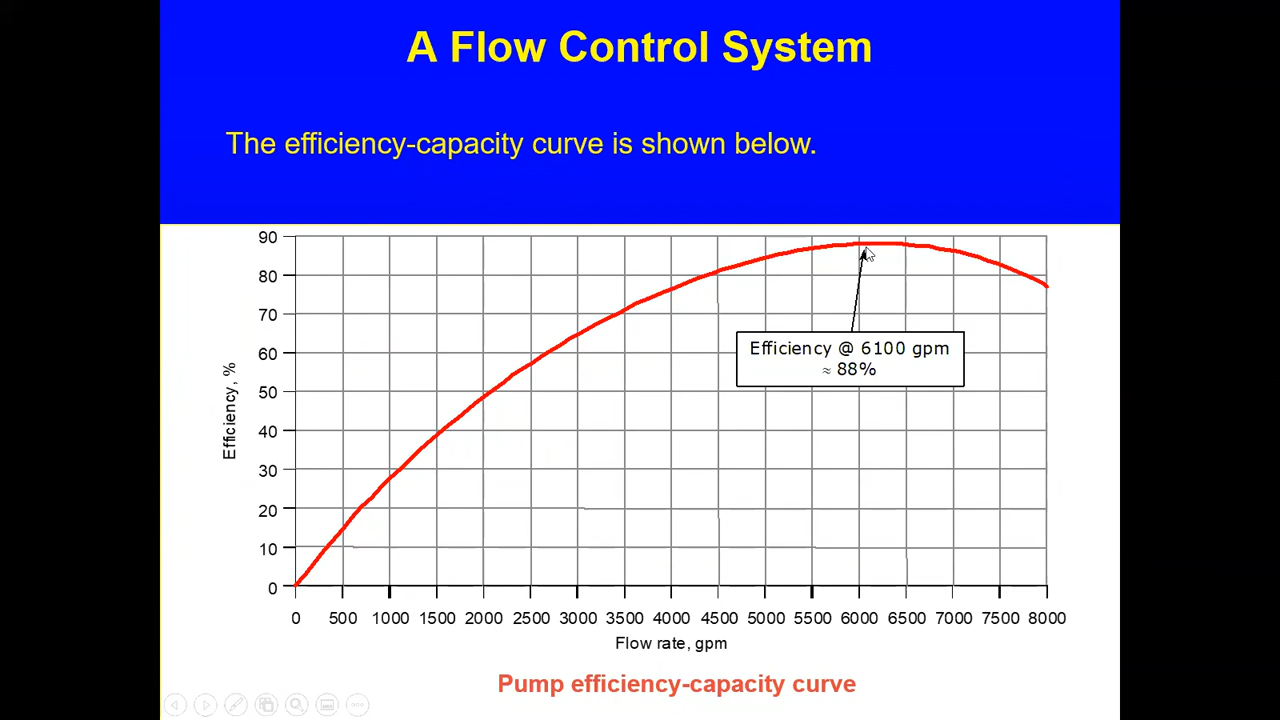 A Flow Control System
The efficiency-capacity curve is shown below.
90
80
70
60
50
40
30
20
10
0
Efficiency, %
Efficiency @ 6100 gpm
≈ 88%
0 500 1000 1500 2000 2500 3000 3500 4000 4500 5000 5500 6000 6500 7000 7500 8000
Flow rate, gpm
Pump efficiency-capacity curve